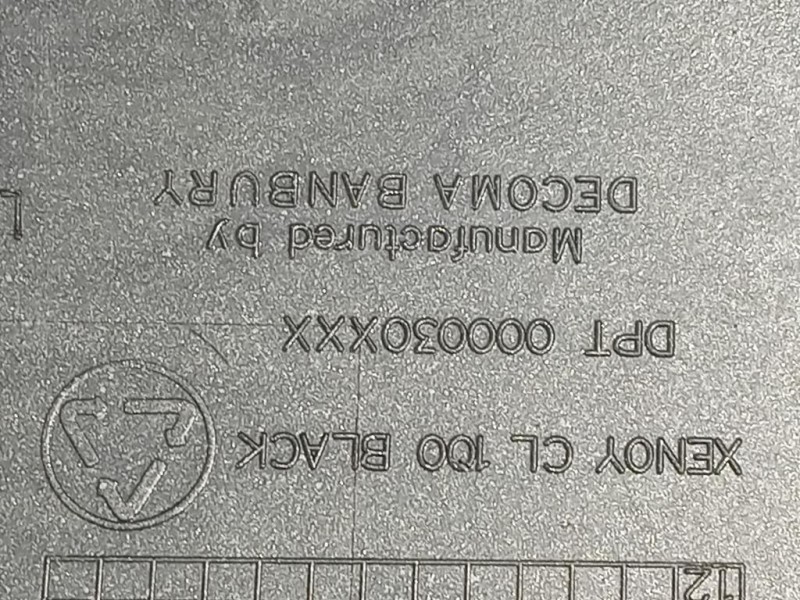 12
XENOY CL 100 BLACK
DPT 000030XXX
Manufactured by
DECOMA BANBURY
L